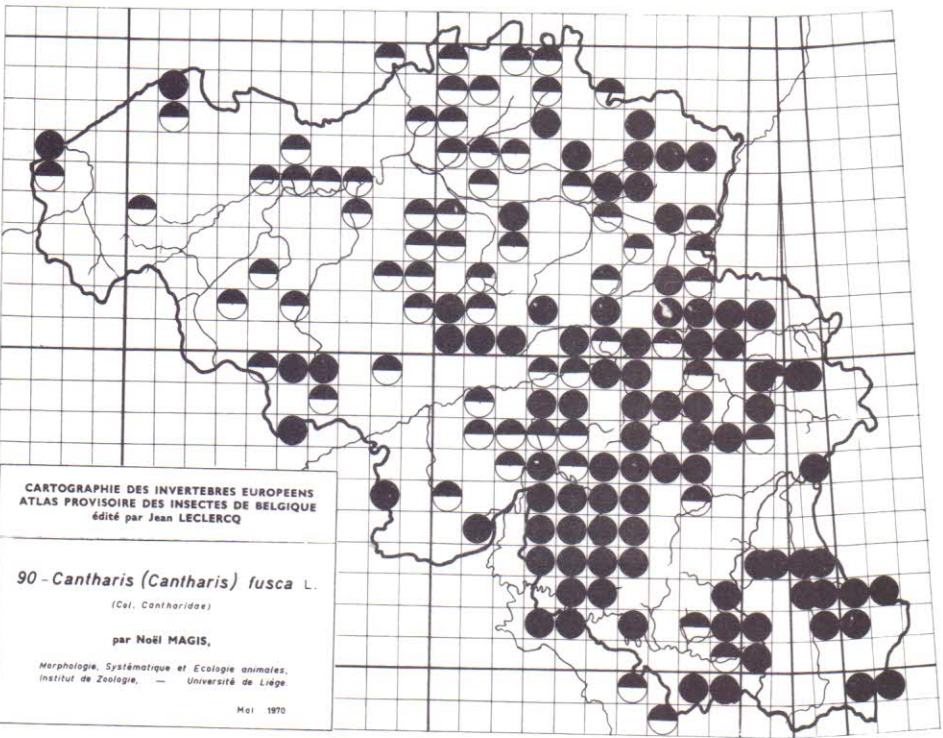 CARTOGRAPHIE DES INVERTEBRES EUROPEENS
ATLAS PROVISOIRE DES INSECTES DE BELGIQUE
édité par Jean LECLERCQ
90 - Cantharis (Cantharis) fusca L.
(Col. Cantharidae)
par Noël MAGIS,
Morphologie, Systématique et Ecologie animales,
Institut de Zoologie, — Université de Liége.
Mai 1970